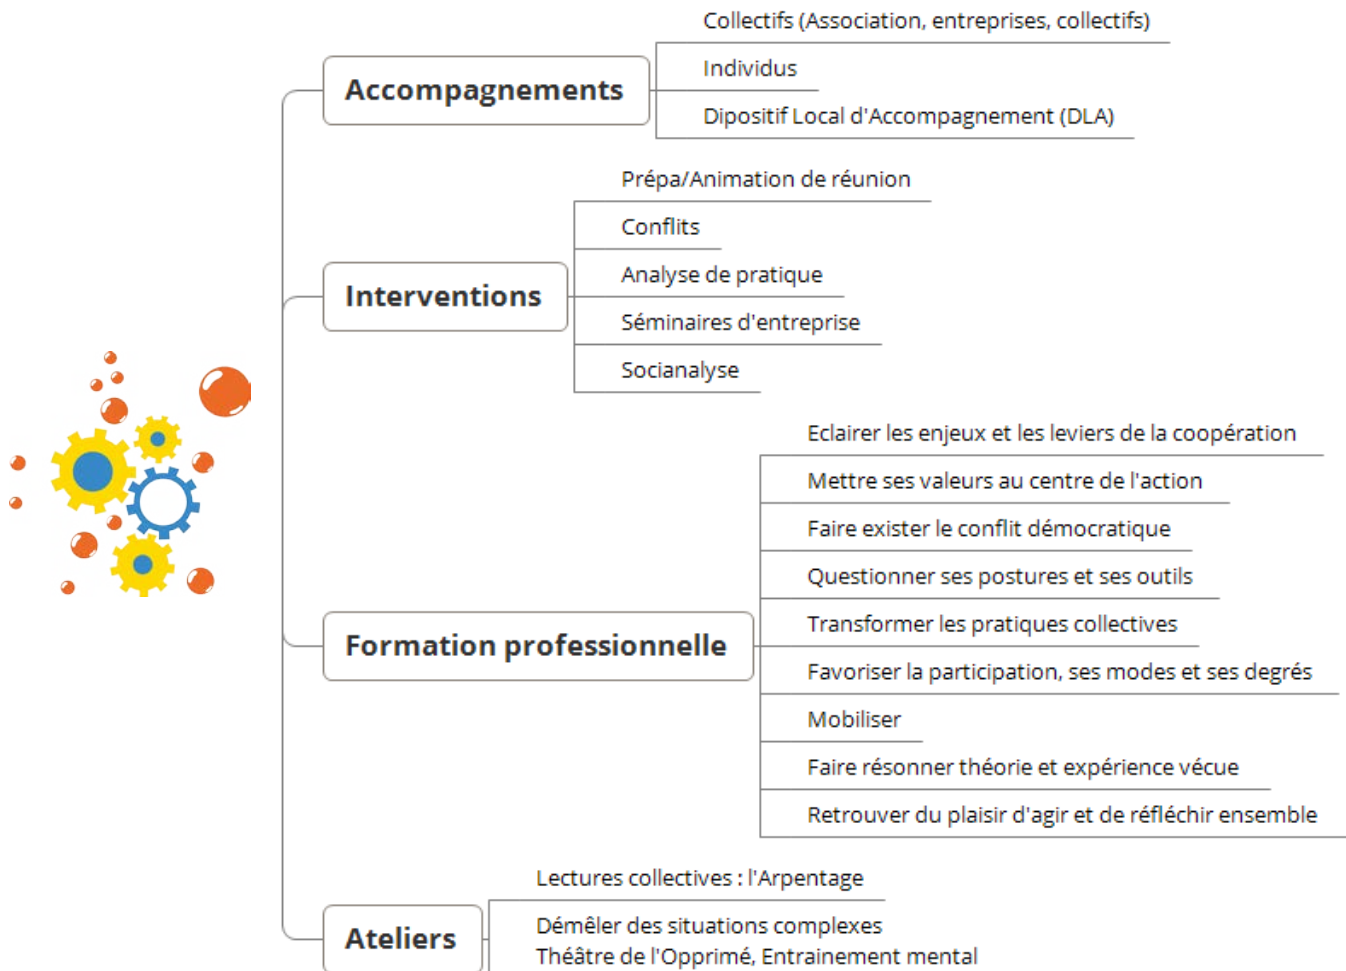 Accompagnements
Collectifs (Association, entreprises, collectifs)
Individus
Dipositif Local d'Accompagnement (DLA)
Interventions
Prépa/Animation de réunion
Conflits
Analyse de pratique
Séminaires d'entreprise
Socianalyse
Formation professionnelle
Eclairer les enjeux et les leviers de la coopération
Mettre ses valeurs au centre de l'action
Faire exister le conflit démocratique
Questionner ses postures et ses outils
Transformer les pratiques collectives
Favoriser la participation, ses modes et ses degrés
Mobiliser
Faire résonner théorie et expérience vécue
Retrouver du plaisir d'agir et de réfléchir ensemble
Ateliers
Lectures collectives : l'Arpentage
Démêler des situations complexes
Théâtre de l'Opprimé, Entrainement mental